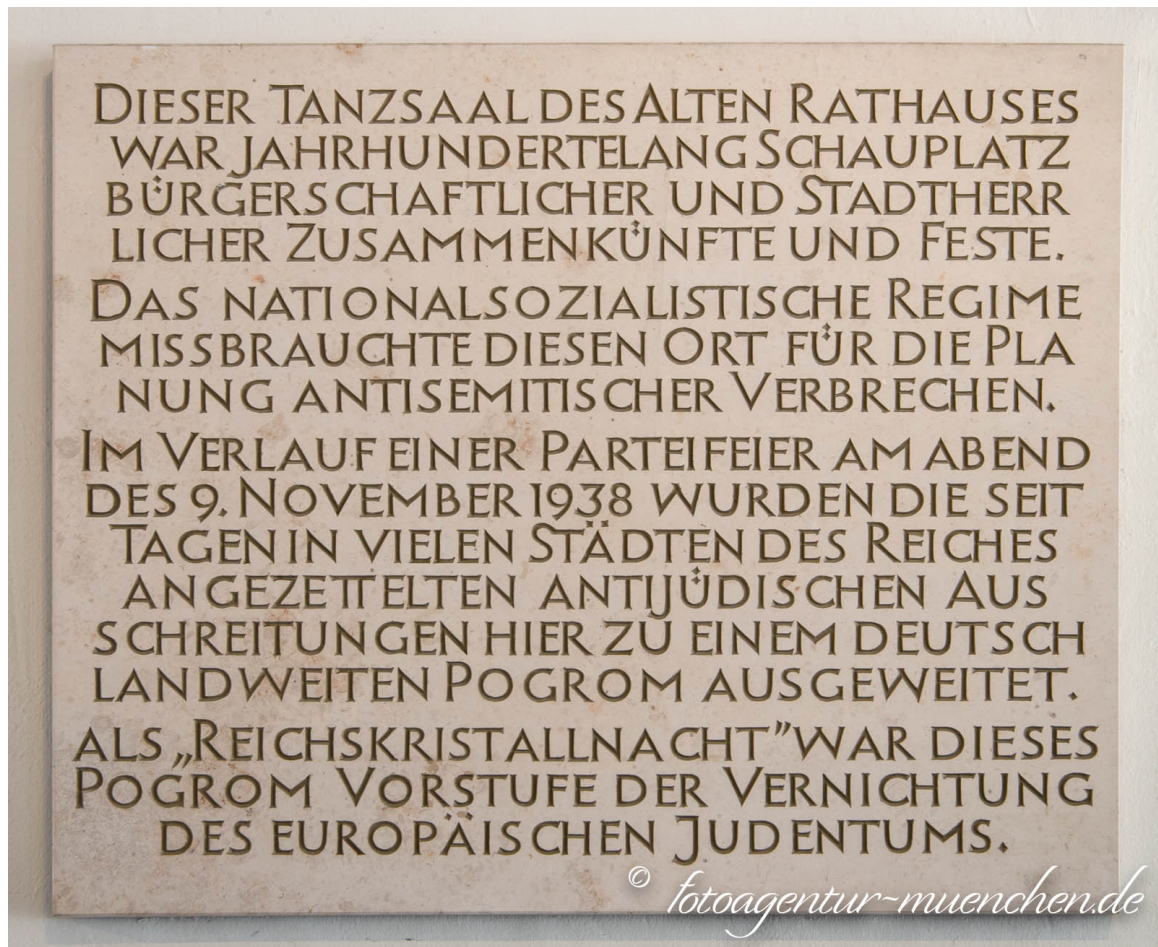 DIESER TANZSAAL DES ALTEN RATHAUSES
WAR JAHRHUNDERTELANG SCHAUPLATZ
BÜRGERSCHAFTLICHER UND STADTHERR
LICHER ZUSAMMENKÜNFTE UND FESTE.
DAS NATIONALSOZIALISTISCHE REGIME
MISSBRAUCHTE DIESEN ORT FÜR DIE PLA
NUNG ANTISEMITISCHER VERBRECHEN.
IM VERLAUF EINER PARTEIFEIER AM ABEND
DES 9. NOVEMBER 1938 WURDEN DIE SEIT
TAGEN IN VIELEN STÄDTEN DES REICHES
ANGEZETTELTEN ANTIJÜDISCHEN AUS
SCHREITUNGEN HIER ZU EINEM DEUTSCH
LANDWEITEN POGROM AUSGEWEITET.
ALS „REICHSKRISTALLNACHT” WAR DIESES
POGROM VORSTUFE DER VERNICHTUNG
DES EUROPÄISCHEN JUDENTUMS.
© fotoagentur-muenchen.de